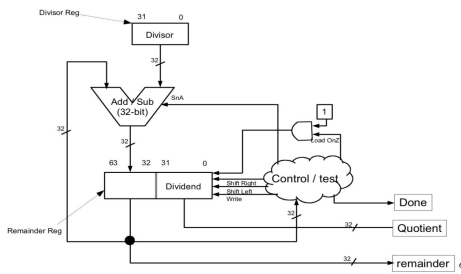 Divisor Reg
31 0
Divisor
32
Add / Sub
(32-bit)
SnA
1
32
32
Load OnZ
63 32 31 0
Dividend
Shift Right
Shift Left
Write
Control / test
32
Done
Remainder Reg
32
Quotient
32
remainder